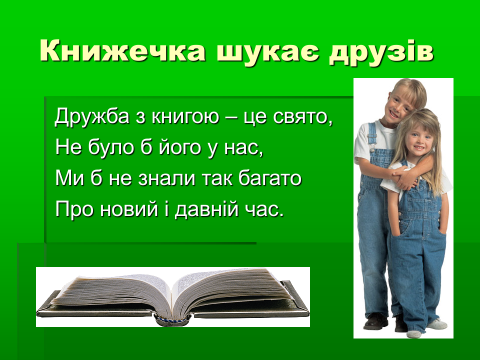 Книжечка шукає друзів
Дружба з книгою – це свято,
Не було б його у нас,
Ми б не знали так багато
Про новий і давній час.